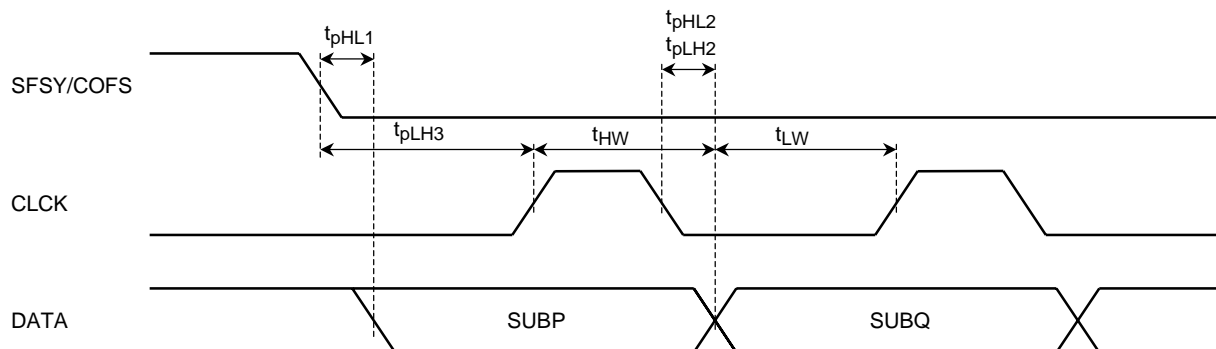 tpHL1
tpHL2
tpLH2
SFSY/COFS
tpLH3
tHW
tLW
CLCK
DATA
SUBP
SUBQ